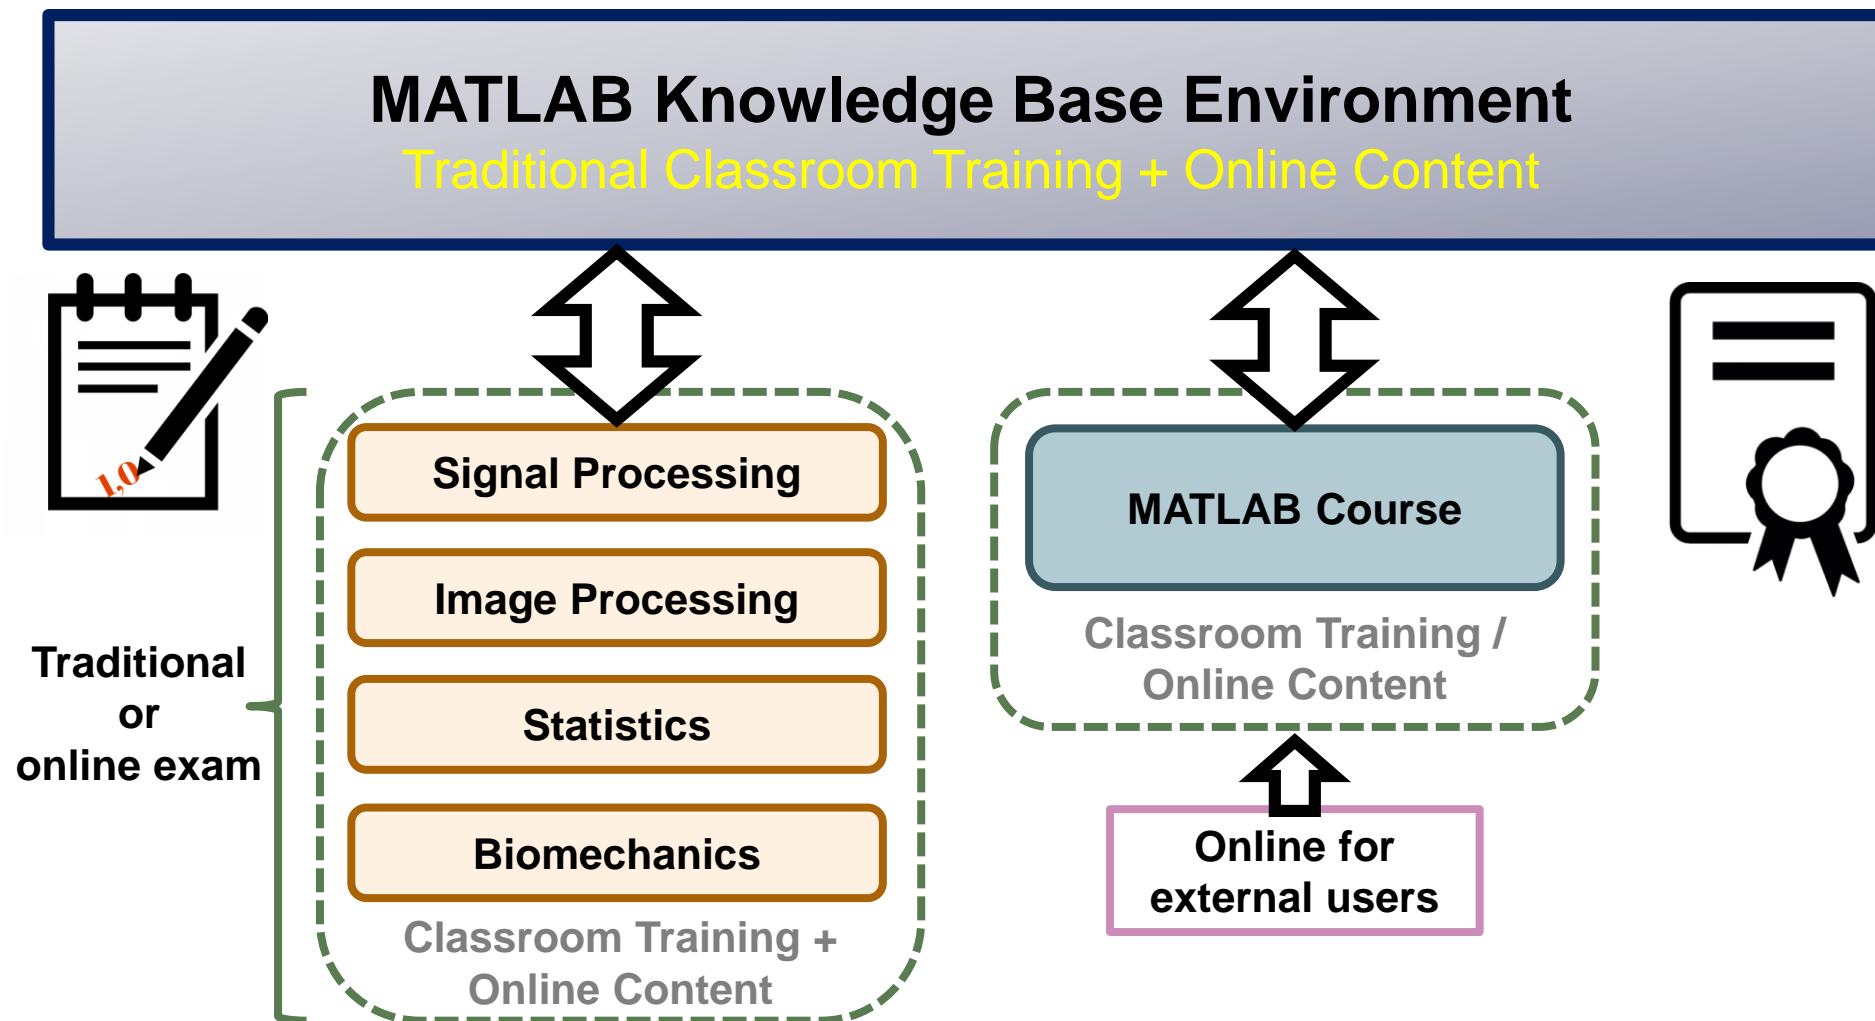 MATLAB Knowledge Base Environment
Traditional Classroom Training + Online Content
1,0
Traditional
or
online exam
Signal Processing
Image Processing
Statistics
Biomechanics
Classroom Training +
Online Content
MATLAB Course
Classroom Training /
Online Content
Online for
external users